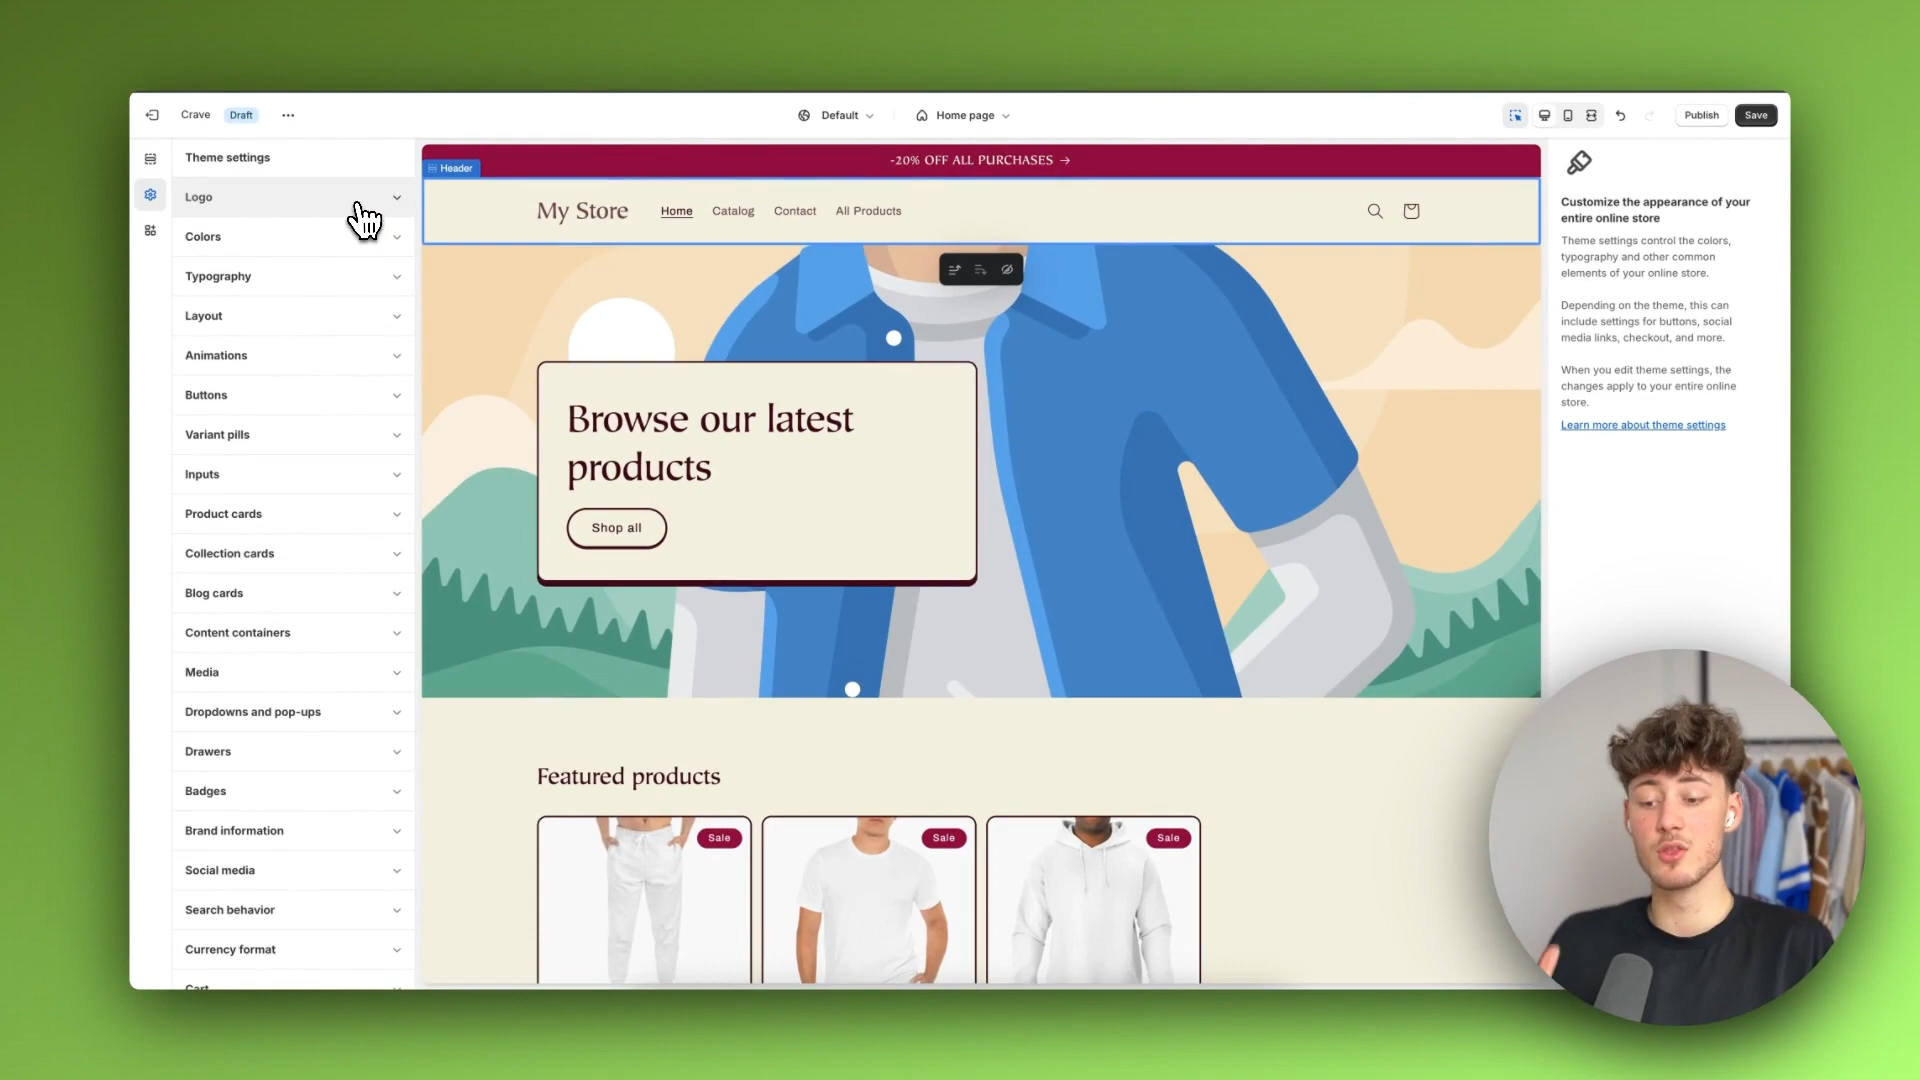 Crave
Draft
Default
Home page
Publish
Save
Theme settings
Logo
Colors
Typography
Layout
Animations
Buttons
Variant pills
Inputs
Product cards
Collection cards
Blog cards
Content containers
Media
Dropdowns and pop-ups
Drawers
Badges
Brand information
Social media
Search behavior
Currency format
Cart
-20% OFF ALL PURCHASES →
Header
My Store
Home
Catalog
Contact
All Products
Browse our latest
products
Shop all
Featured products
Sale
Sale
Sale
Customize the appearance of your
entire online store
Theme settings control the colors,
typography and other common
elements of your online store.
Depending on the theme, this can
include settings for buttons, social
media links, checkout, and more.
When you edit theme settings, the
changes apply to your entire online
store.
Learn more about theme settings